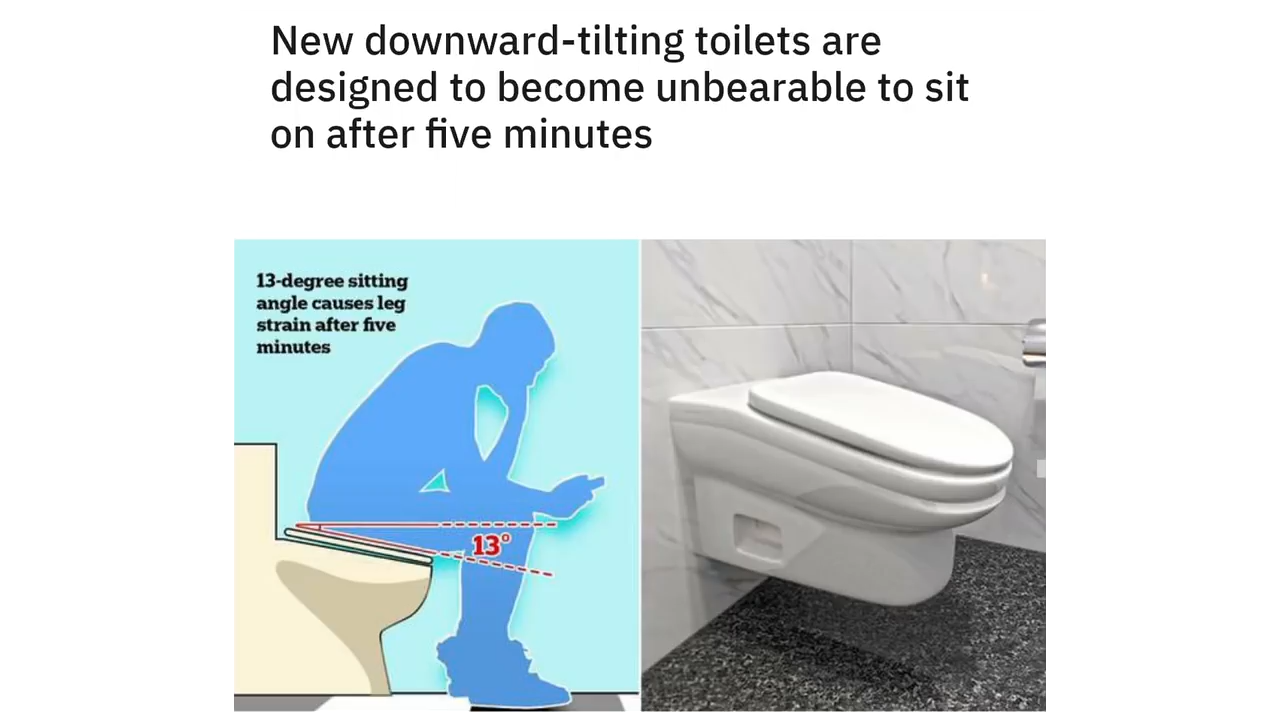 New downward-tilting toilets are
designed to become unbearable to sit
on after five minutes
13-degree sitting
angle causes leg
strain after five
minutes
13°